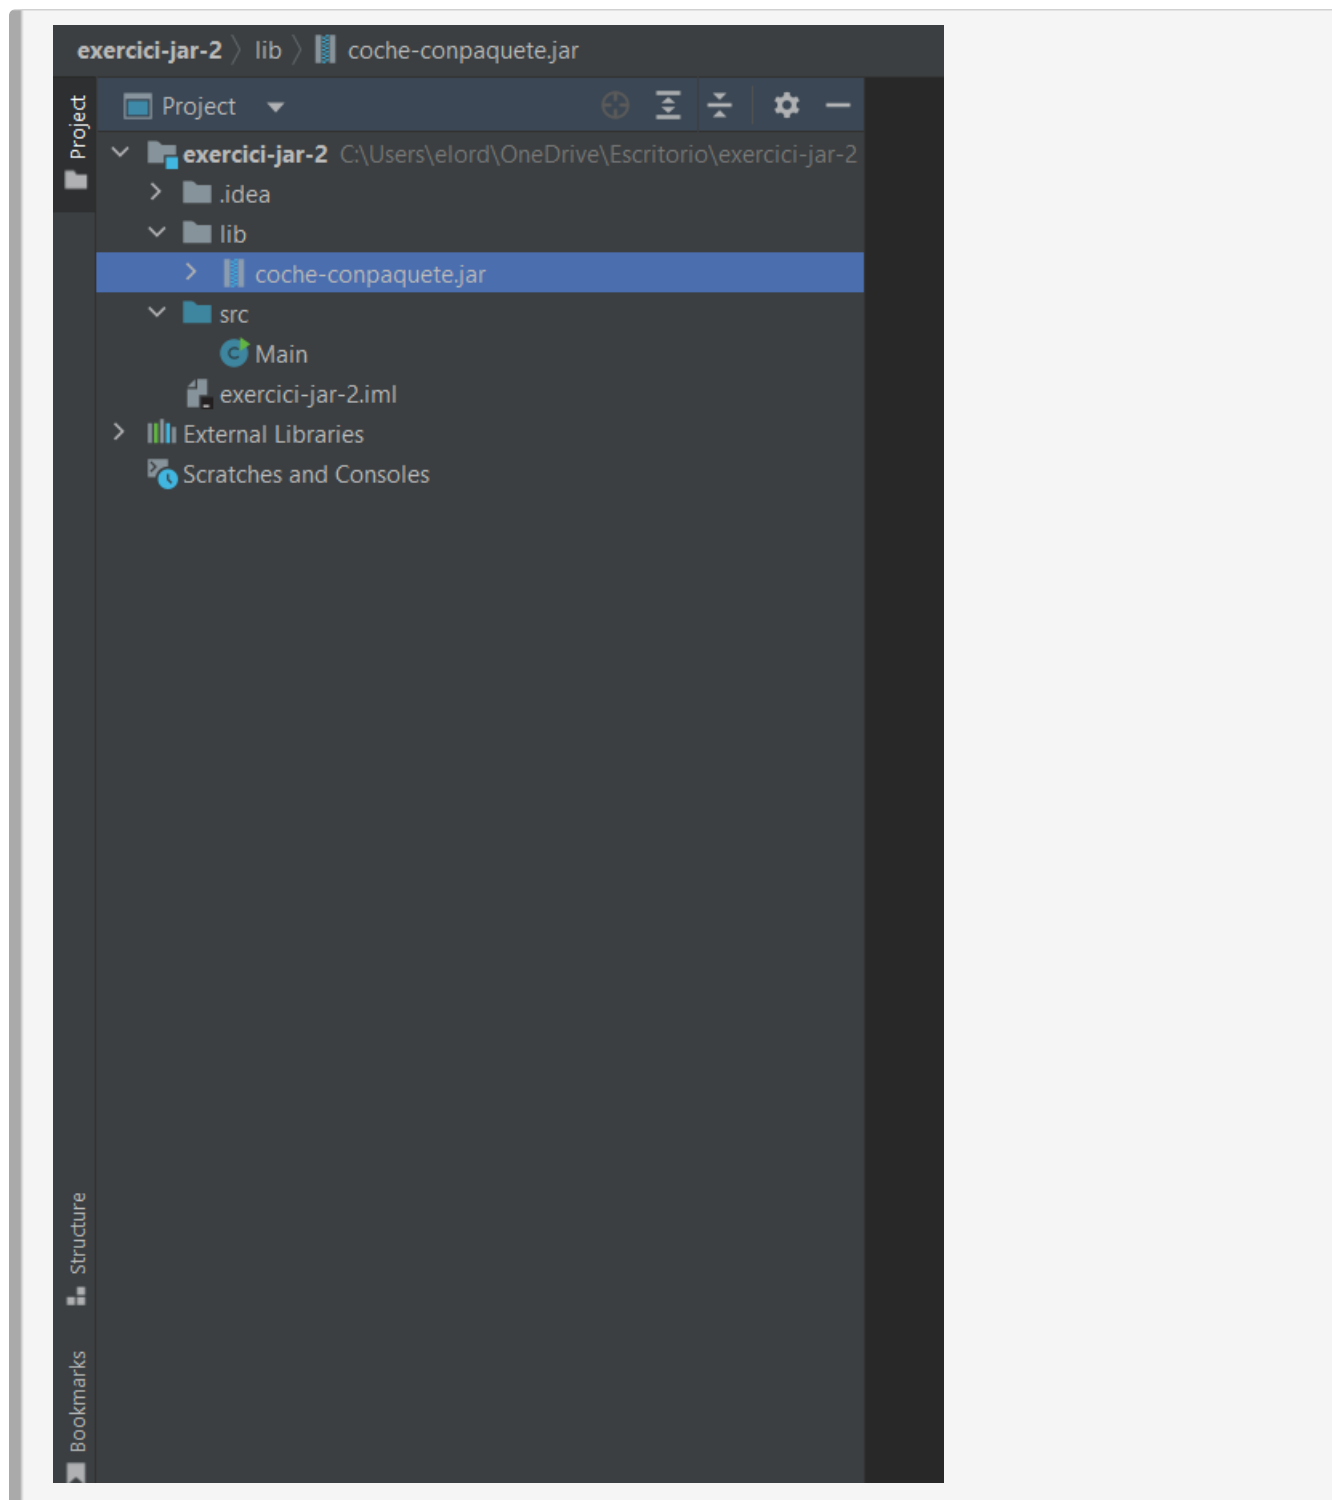 exercici-jar-2 〉 lib 〉 coche-conpaquete.jar
Project
Project
exercici-jar-2 C:\Users\elord\OneDrive\Escritorio\exercici-jar-2
.idea
lib
coche-conpaquete.jar
src
Main
exercici-jar-2.iml
External Libraries
Scratches and Consoles
Structure
Bookmarks